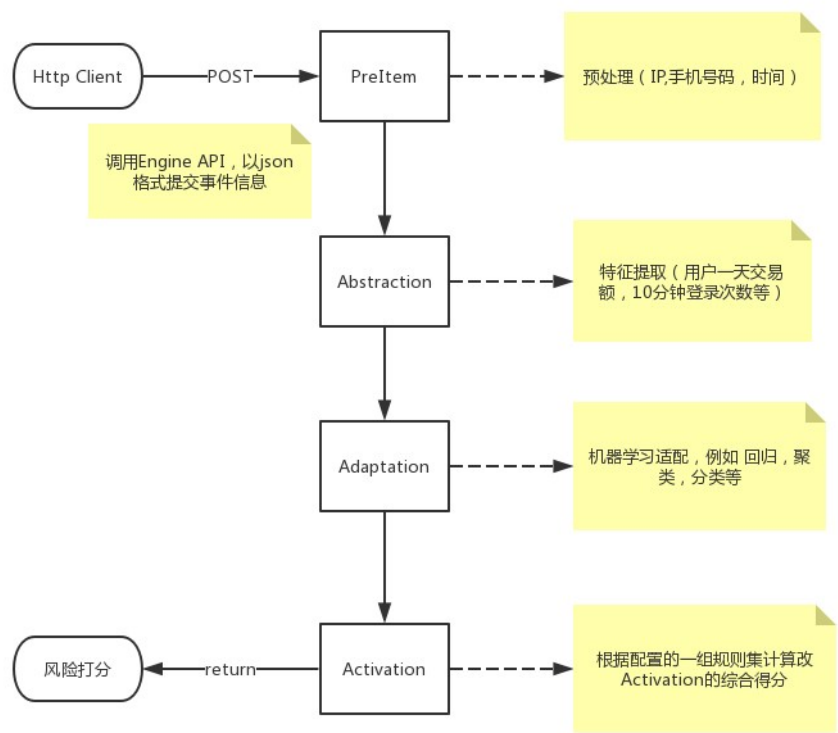 Http Client
POST
PreItem
预处理（IP,手机号码，时间）
调用Engine API，以json
格式提交事件信息
Abstraction
特征提取（用户一天交易
额，10分钟登录次数等）
Adaptation
机器学习适配，例如 回归，聚
类，分类等
风险打分
return
Activation
根据配置的一组规则集计算改
Activation的综合得分